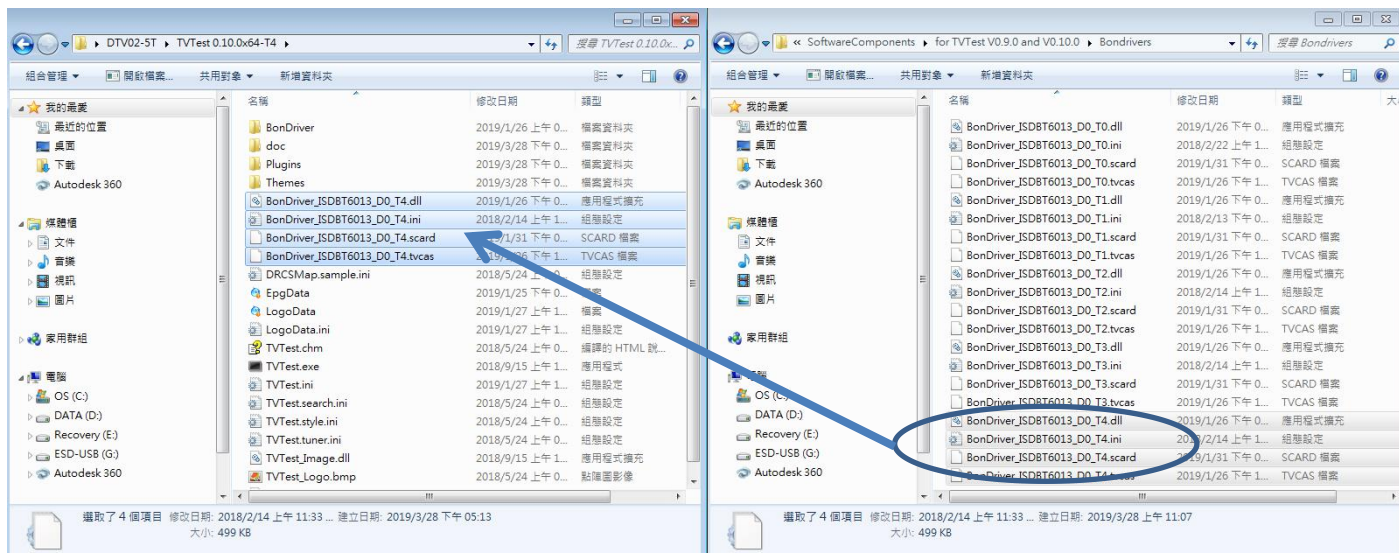 DTV02-5T ▸ TVTest 0.10.0x64-T4 ▸
搜尋 TVTest 0.10.0x...
組合管理 ▼ 開啟檔案... 共用對象 ▼ 新增資料夾
我的最愛
最近的位置
桌面
下載
Autodesk 360
媒體櫃
文件
音樂
視訊
圖片
家用群組
電腦
OS (C:)
DATA (D:)
Recovery (E:)
ESD-USB (G:)
Autodesk 360
名稱 修改日期 類型
BonDriver 2019/1/26 上午 0... 檔案資料夾
doc 2019/3/28 下午 0... 檔案資料夾
Plugins 2019/3/28 下午 0... 檔案資料夾
Themes 2019/3/28 下午 0... 檔案資料夾
BonDriver_ISDBT6013_D0_T4.dll 2019/1/26 下午 0... 應用程式擴充
BonDriver_ISDBT6013_D0_T4.ini 2018/2/14 上午 1... 組態設定
BonDriver_ISDBT6013_D0_T4.scard 2019/1/31 下午 0... SCARD 檔案
BonDriver_ISDBT6013_D0_T4.tvcas 2019/1/26 下午 1... TVCAS 檔案
DRCSMap.sample.ini 2018/5/24 上午 0... 組態設定
EpgData 2019/1/25 下午 0... 檔案
LogoData 2019/1/27 上午 1... 檔案
LogoData.ini 2019/1/27 上午 1... 組態設定
TVTest.chm 2018/5/24 上午 0... 編譯的 HTML 說...
TVTest.exe 2018/9/15 上午 1... 應用程式
TVTest.ini 2019/1/27 上午 1... 組態設定
TVTest.search.ini 2018/5/24 上午 0... 組態設定
TVTest.style.ini 2018/5/24 上午 0... 組態設定
TVTest.tuner.ini 2018/5/24 上午 0... 組態設定
TVTest_Image.dll 2018/9/15 上午 1... 應用程式擴充
TVTest_Logo.bmp 2018/5/24 上午 0... 點陣圖影像
選取了 4 個項目 修改日期: 2018/2/14 上午 11:33 ... 建立日期: 2019/3/28 下午 05:13
大小: 499 KB
« SoftwareComponents ▸ for TVTest V0.9.0 and V0.10.0 ▸ Bondrivers
搜尋 Bondrivers
組合管理 ▼ 開啟檔案... 共用對象 ▼ 新增資料夾
我的最愛
最近的位置
桌面
下載
Autodesk 360
媒體櫃
文件
音樂
視訊
圖片
家用群組
OS (C:)
DATA (D:)
Recovery (E:)
ESD-USB (G:)
Autodesk 360
名稱 修改日期 類型
BonDriver_ISDBT6013_D0_T0.dll 2019/1/26 下午 0... 應用程式擴充
BonDriver_ISDBT6013_D0_T0.ini 2018/2/22 上午 1... 組態設定
BonDriver_ISDBT6013_D0_T0.scard 2019/1/31 下午 0... SCARD 檔案
BonDriver_ISDBT6013_D0_T0.tvcas 2019/1/26 下午 1... TVCAS 檔案
BonDriver_ISDBT6013_D0_T1.dll 2019/1/26 下午 0... 應用程式擴充
BonDriver_ISDBT6013_D0_T1.ini 2018/2/13 上午 0... 組態設定
BonDriver_ISDBT6013_D0_T1.scard 2019/1/31 下午 0... SCARD 檔案
BonDriver_ISDBT6013_D0_T1.tvcas 2019/1/26 下午 1... TVCAS 檔案
BonDriver_ISDBT6013_D0_T2.dll 2019/1/26 下午 0... 應用程式擴充
BonDriver_ISDBT6013_D0_T2.ini 2018/2/14 上午 1... 組態設定
BonDriver_ISDBT6013_D0_T2.scard 2019/1/31 下午 0... SCARD 檔案
BonDriver_ISDBT6013_D0_T2.tvcas 2019/1/26 下午 1... TVCAS 檔案
BonDriver_ISDBT6013_D0_T3.dll 2019/1/26 下午 0... 應用程式擴充
BonDriver_ISDBT6013_D0_T3.ini 2018/2/14 上午 1... 組態設定
BonDriver_ISDBT6013_D0_T3.scard 2019/1/31 下午 0... SCARD 檔案
BonDriver_ISDBT6013_D0_T3.tvcas 2019/1/26 下午 1... TVCAS 檔案
BonDriver_ISDBT6013_D0_T4.dll 2019/1/26 下午 0... 應用程式擴充
BonDriver_ISDBT6013_D0_T4.ini 2018/2/14 上午 1... 組態設定
BonDriver_ISDBT6013_D0_T4.scard 2019/1/31 下午 0... SCARD 檔案
BonDriver_ISDBT6013_D0_T4.tvcas 2019/1/26 下午 1... TVCAS 檔案
選取了 4 個項目 修改日期: 2018/2/14 上午 11:33 ... 建立日期: 2019/3/28 上午 11:07
大小: 499 KB